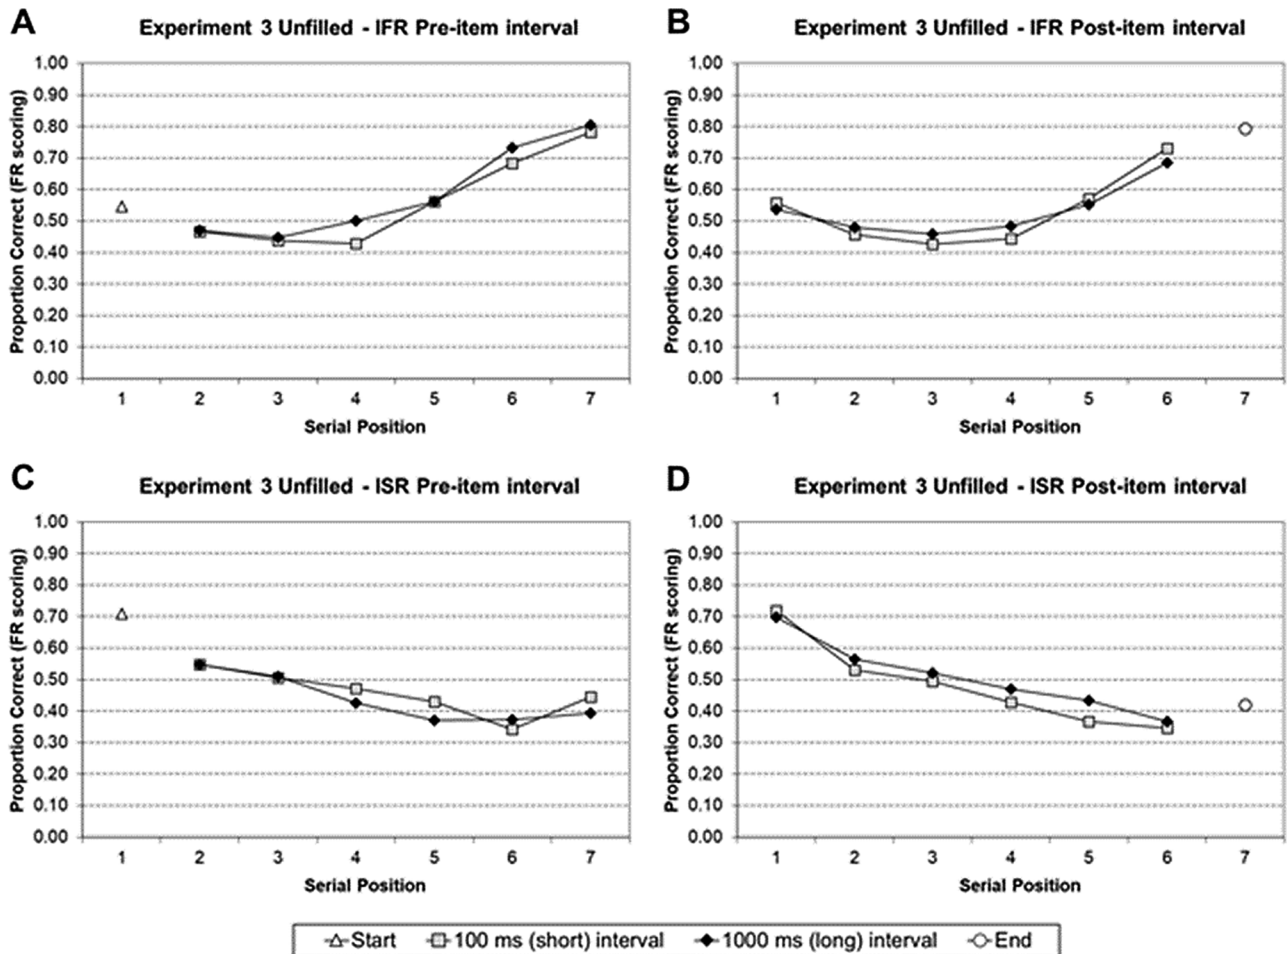 A
Experiment 3 Unfilled - IFR Pre-item interval
Proportion Correct (FR scoring)
1.00
0.90
0.80
0.70
0.60
0.50
0.40
0.30
0.20
0.10
0.00
1 2 3 4 5 6 7
Serial Position
B
Experiment 3 Unfilled - IFR Post-item interval
Proportion Correct (FR scoring)
1.00
0.90
0.80
0.70
0.60
0.50
0.40
0.30
0.20
0.10
0.00
1 2 3 4 5 6 7
Serial Position
C
Experiment 3 Unfilled - ISR Pre-item interval
Proportion Correct (FR scoring)
1.00
0.90
0.80
0.70
0.60
0.50
0.40
0.30
0.20
0.10
0.00
1 2 3 4 5 6 7
Serial Position
D
Experiment 3 Unfilled - ISR Post-item interval
Proportion Correct (FR scoring)
1.00
0.90
0.80
0.70
0.60
0.50
0.40
0.30
0.20
0.10
0.00
1 2 3 4 5 6 7
Serial Position
Start 100 ms (short) interval 1000 ms (long) interval End